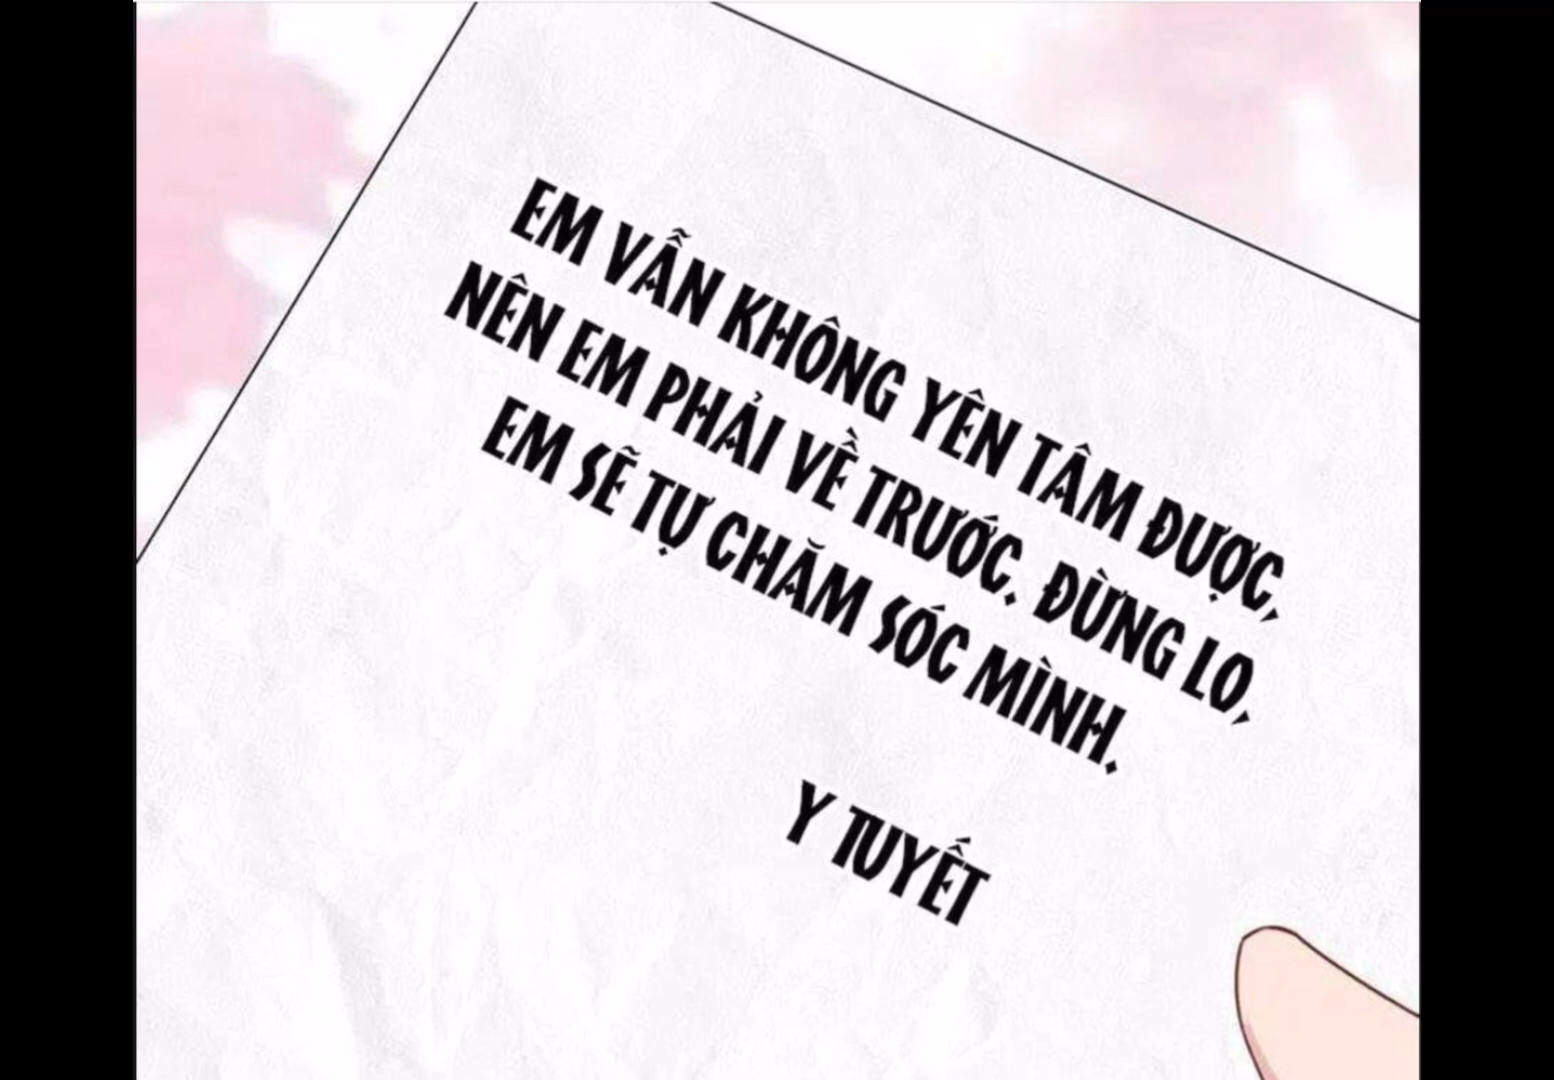 EM VẪN KHÔNG YÊN TÂM ĐƯỢC,
NÊN EM PHẢI VỀ TRƯỚC. ĐỪNG LO,
EM SẼ TỰ CHĂM SÓC MÌNH.
Y TUYẾT